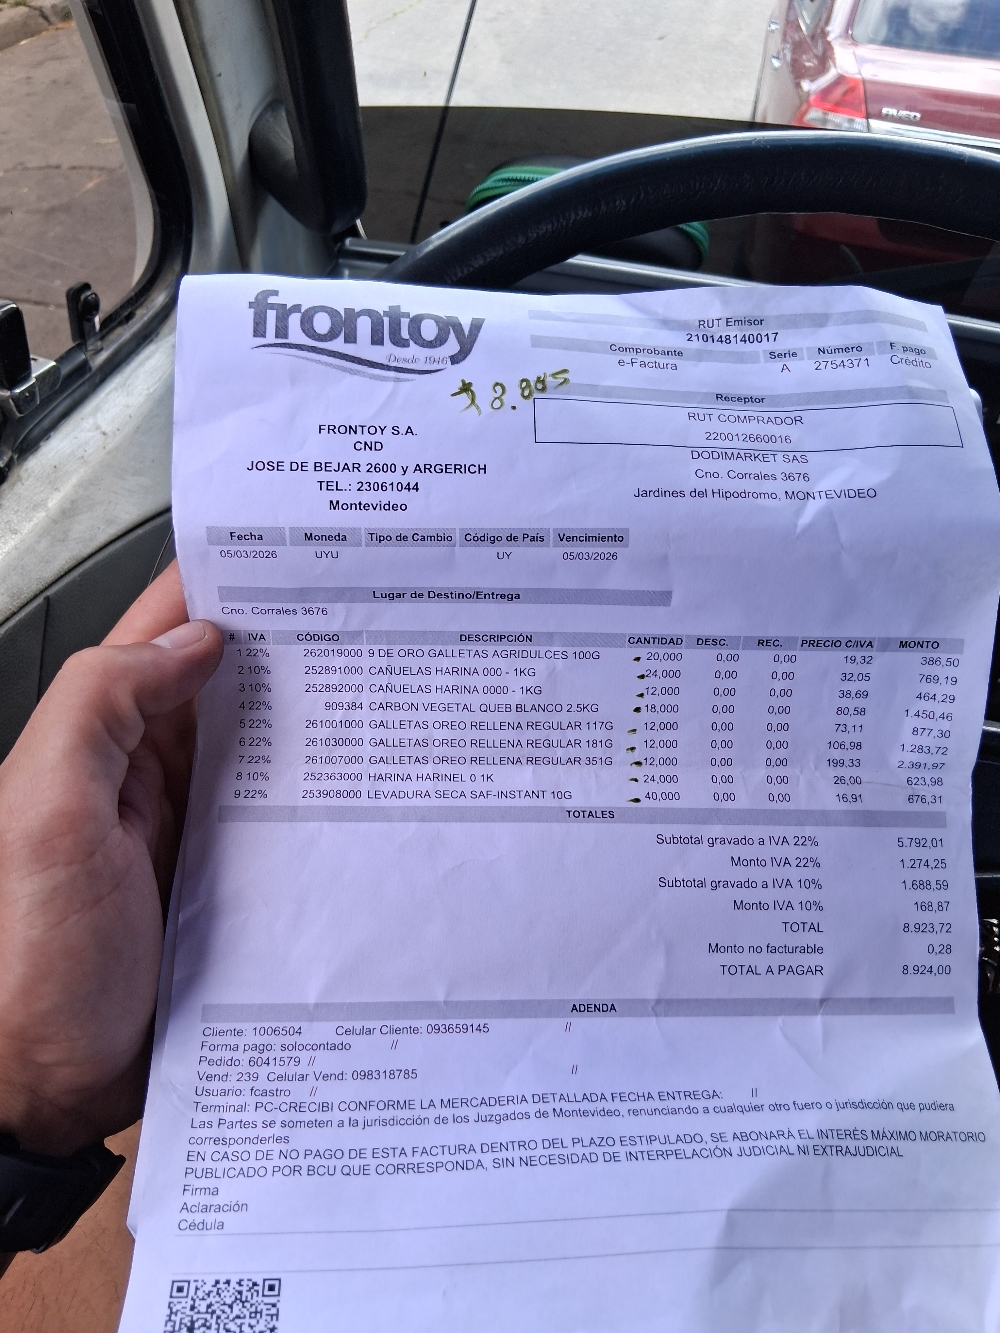 AVEO
frontoy
Desde 1946
$ 8.885
RUT Emisor
210148140017
Comprobante Serie Número F. pago
e-Factura A 2754371 Crédito
Receptor
RUT COMPRADOR
220012660016
DODIMARKET SAS
Cno. Corrales 3676
Jardines del Hipodromo, MONTEVIDEO
FRONTOY S.A.
CND
JOSE DE BEJAR 2600 y ARGERICH
TEL.: 23061044
Montevideo
Fecha Moneda Tipo de Cambio Código de País Vencimiento
05/03/2026 UYU UY 05/03/2026
Lugar de Destino/Entrega
Cno. Corrales 3676
# IVA CÓDIGO DESCRIPCIÓN CANTIDAD DESC. REC. PRECIO C/IVA MONTO
1 22% 262019000 9 DE ORO GALLETAS AGRIDULCES 100G 20,000 0,00 0,00 19,32 386,50
2 10% 252891000 CAÑUELAS HARINA 000 - 1KG 24,000 0,00 0,00 32,05 769,19
3 10% 252892000 CAÑUELAS HARINA 0000 - 1KG 12,000 0,00 0,00 38,69 464,29
4 22% 909384 CARBON VEGETAL QUEB BLANCO 2.5KG 18,000 0,00 0,00 80,58 1.450,46
5 22% 261001000 GALLETAS OREO RELLENA REGULAR 117G 12,000 0,00 0,00 73,11 877,30
6 22% 261030000 GALLETAS OREO RELLENA REGULAR 181G 12,000 0,00 0,00 106,98 1.283,72
7 22% 261007000 GALLETAS OREO RELLENA REGULAR 351G 12,000 0,00 0,00 199,33 2.391,97
8 10% 252363000 HARINA HARINEL 0 1K 24,000 0,00 0,00 26,00 623,98
9 22% 253908000 LEVADURA SECA SAF-INSTANT 10G 40,000 0,00 0,00 16,91 676,31
TOTALES
Subtotal gravado a IVA 22% 5.792,01
Monto IVA 22% 1.274,25
Subtotal gravado a IVA 10% 1.688,59
Monto IVA 10% 168,87
TOTAL 8.923,72
Monto no facturable 0,28
TOTAL A PAGAR 8.924,00
ADENDA
Cliente: 1006504 Celular Cliente: 093659145 //
Forma pago: solocontado //
Pedido: 6041579 //
Vend: 239 Celular Vend: 098318785 //
Usuario: fcastro //
Terminal: PC-CRECIBI CONFORME LA MERCADERIA DETALLADA FECHA ENTREGA: //
Las Partes se someten a la jurisdicción de los Juzgados de Montevideo, renunciando a cualquier otro fuero o jurisdicción que pudiera
corresponderles
EN CASO DE NO PAGO DE ESTA FACTURA DENTRO DEL PLAZO ESTIPULADO, SE ABONARÁ EL INTERÉS MÁXIMO MORATORIO
PUBLICADO POR BCU QUE CORRESPONDA, SIN NECESIDAD DE INTERPELACIÓN JUDICIAL NI EXTRAJUDICIAL
Firma
Aclaración
Cédula